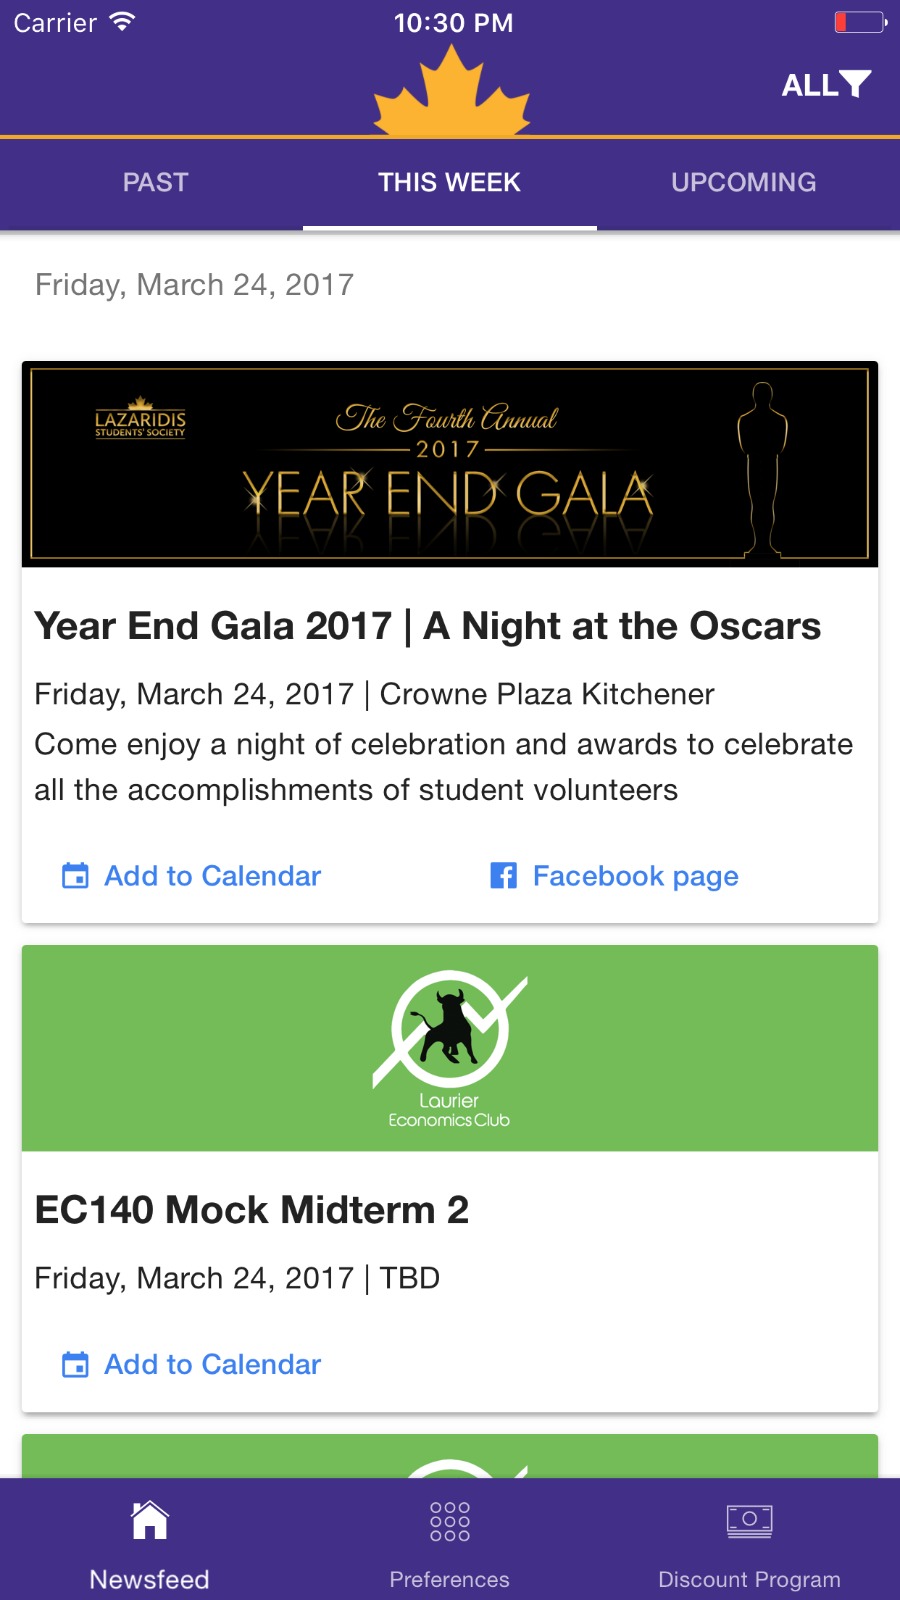 Carrier 10:30 PM
ALL
PAST THIS WEEK UPCOMING
Friday, March 24, 2017
LAZARIDIS
STUDENTS' SOCIETY
The Fourth Annual
2017
YEAR END GALA
Year End Gala 2017 | A Night at the Oscars
Friday, March 24, 2017 | Crowne Plaza Kitchener
Come enjoy a night of celebration and awards to celebrate
all the accomplishments of student volunteers
Add to Calendar Facebook page
Laurier
Economics Club
EC140 Mock Midterm 2
Friday, March 24, 2017 | TBD
Add to Calendar
Newsfeed Preferences Discount Program